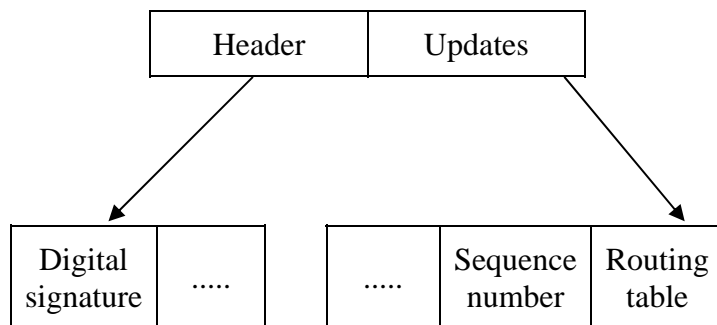 Header Updates
Digital signature ..... ..... Sequence number Routing table